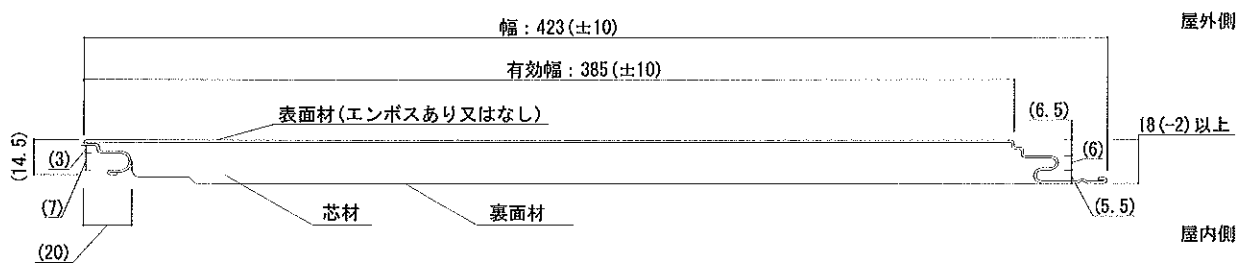 屋外側
幅：423(±10)
有効幅：385(±10)
表面材(エンボスあり又はなし)
(6.5)
18(-2)以上
(14.5)
(3)
(6)
(7)
芯材
裏面材
(5.5)
(20)
屋内側